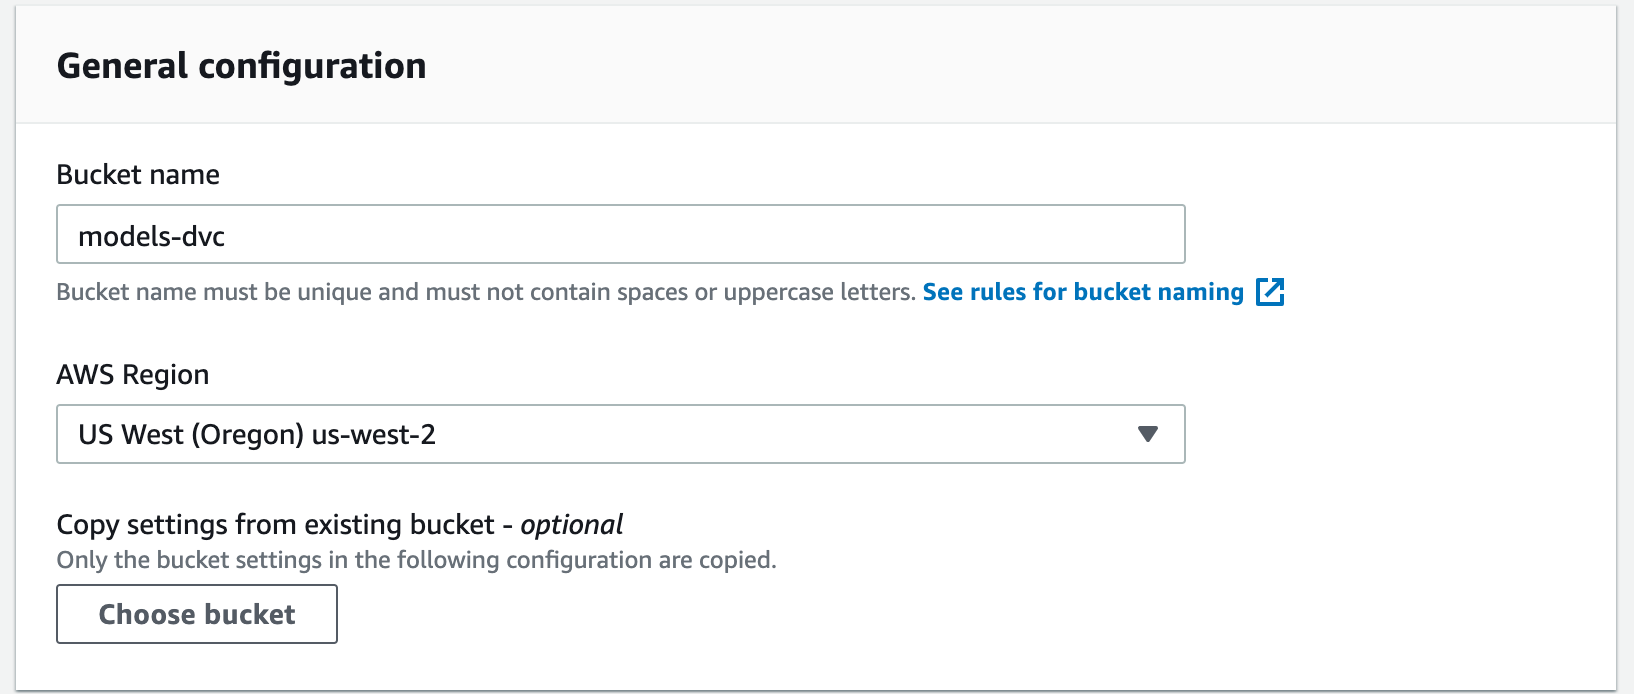 General configuration
Bucket name
models-dvc
Bucket name must be unique and must not contain spaces or uppercase letters. See rules for bucket naming
AWS Region
US West (Oregon) us-west-2
Copy settings from existing bucket - optional
Only the bucket settings in the following configuration are copied.
Choose bucket